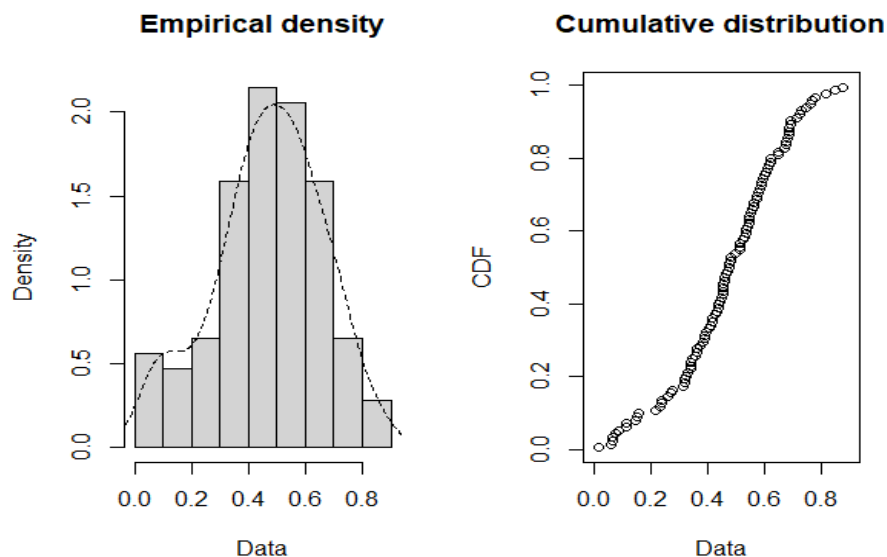 Empirical density
Density
0.0 0.5 1.0 1.5 2.0
0.0 0.2 0.4 0.6 0.8
Data
Cumulative distribution
CDF
0.0 0.2 0.4 0.6 0.8 1.0
0.0 0.2 0.4 0.6 0.8
Data